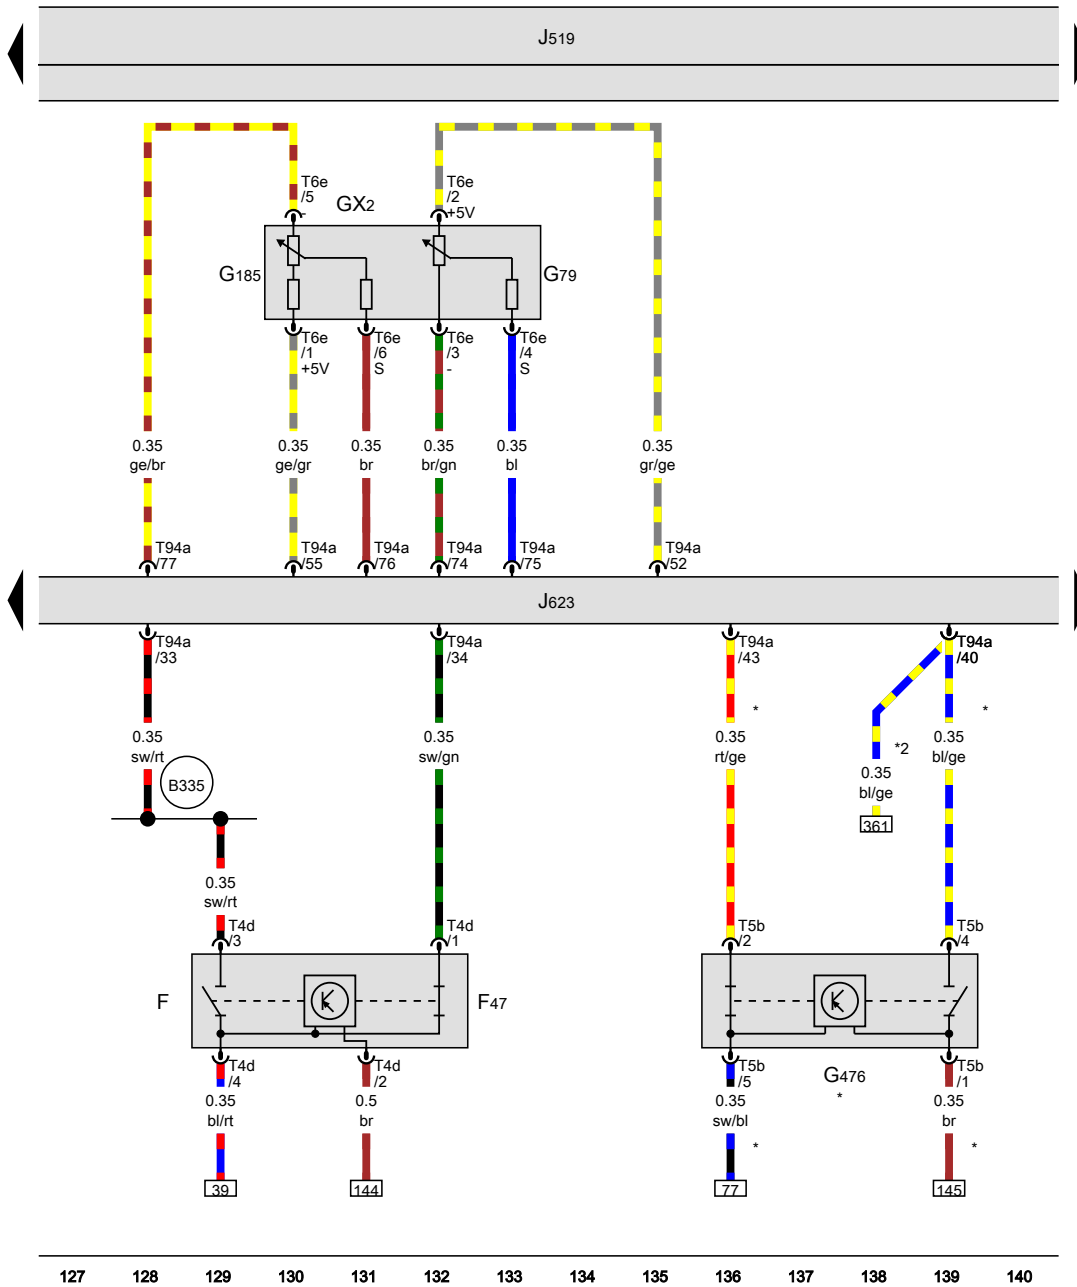 J519
T6e
/5
-
GX2
T6e
/2
+5V
G185
G79
T6e
/1
+5V
T6e
/6
S
T6e
/3
-
T6e
/4
S
0.35
ge/br
0.35
ge/gr
0.35
br
0.35
br/gn
0.35
bl
0.35
gr/ge
T94a
/77
T94a
/55
T94a
/76
T94a
/74
T94a
/75
T94a
/52
J623
T94a
/33
T94a
/34
T94a
/43
T94a
/40
*
*
0.35
sw/rt
0.35
sw/gn
0.35
rt/ge
*2
0.35
bl/ge
B335
0.35
bl/ge
361
0.35
sw/rt
T4d
/3
T4d
/1
T5b
/2
T5b
/4
F
F47
T4d
/4
T4d
/2
T5b
/5
G476
*
T5b
/1
0.35
bl/rt
0.5
br
0.35
sw/bl
0.35
br
*
*
39
144
77
145
127 128 129 130 131 132 133 134 135 136 137 138 139 140